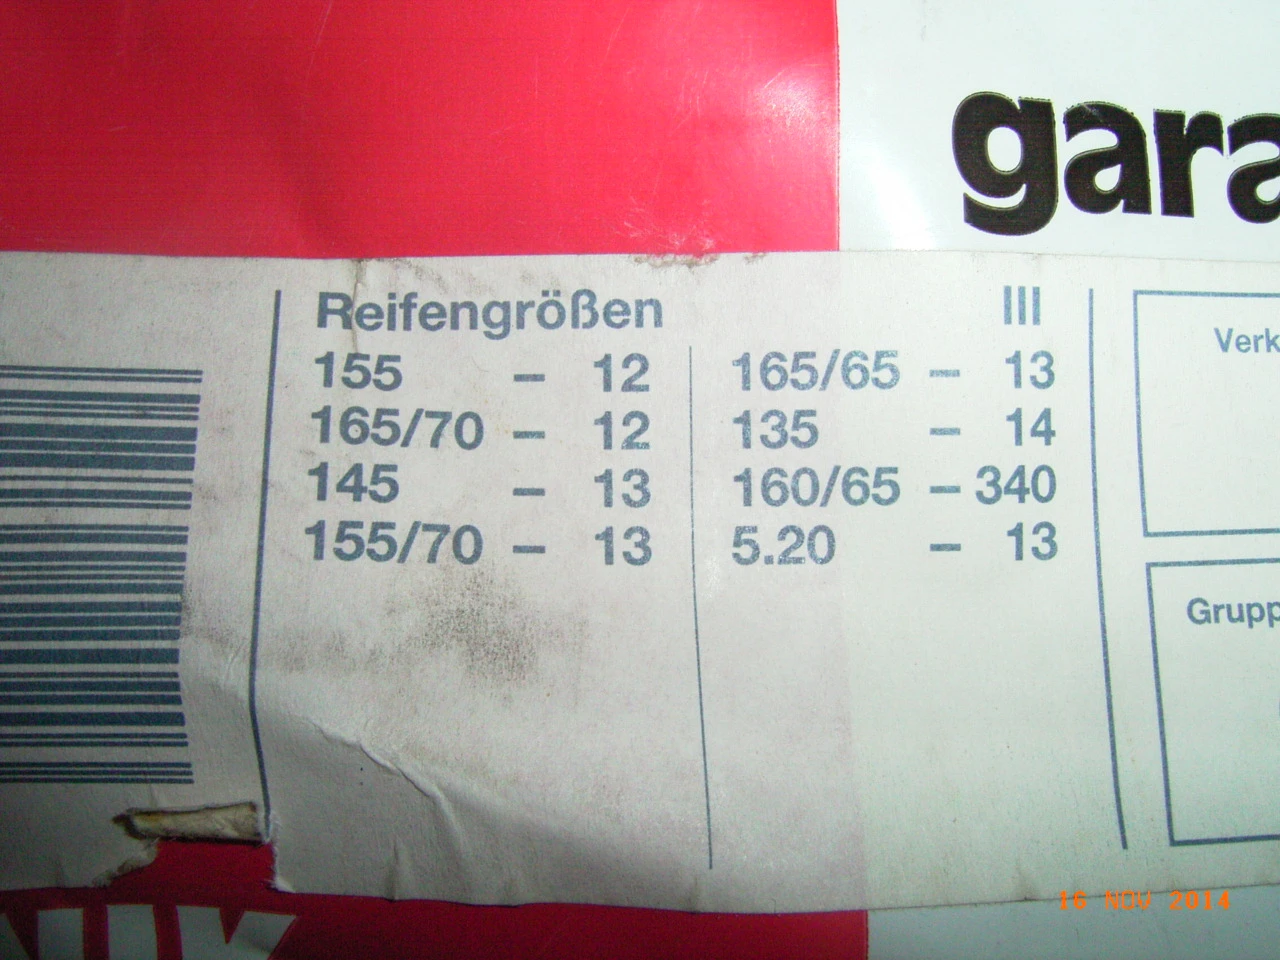 gara
Reifengrößen III
155 – 12
165/70 – 12
145 – 13
155/70 – 13
165/65 – 13
135 – 14
160/65 – 340
5.20 – 13
Verk
Grupp
16 NOV 2014